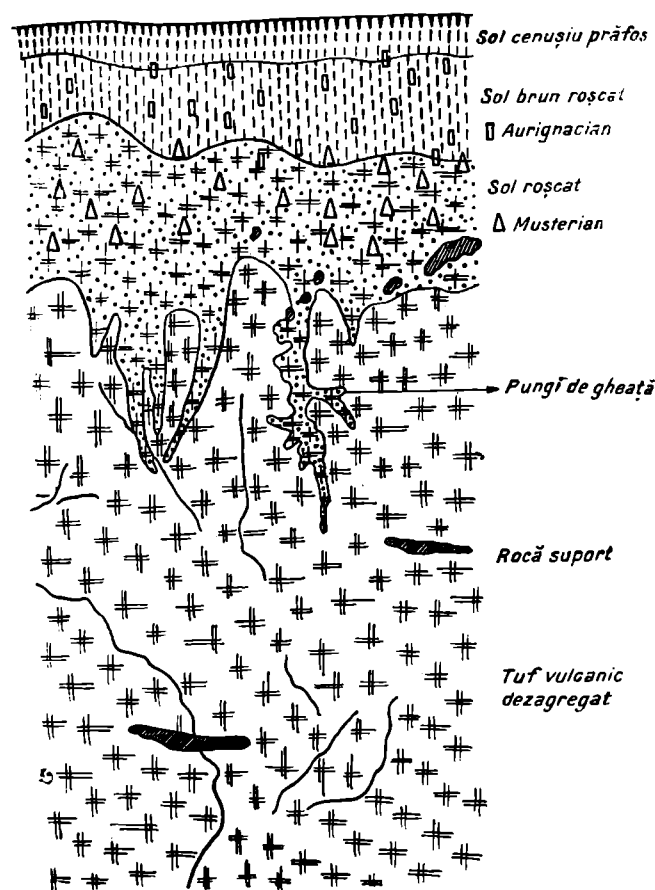 Sol cenușiu prăfos
Sol brun roșcat
Aurignacian
Sol roșcat
Musterian
Pungi de gheață
Rocă suport
Tuf vulcanic
dezagregat